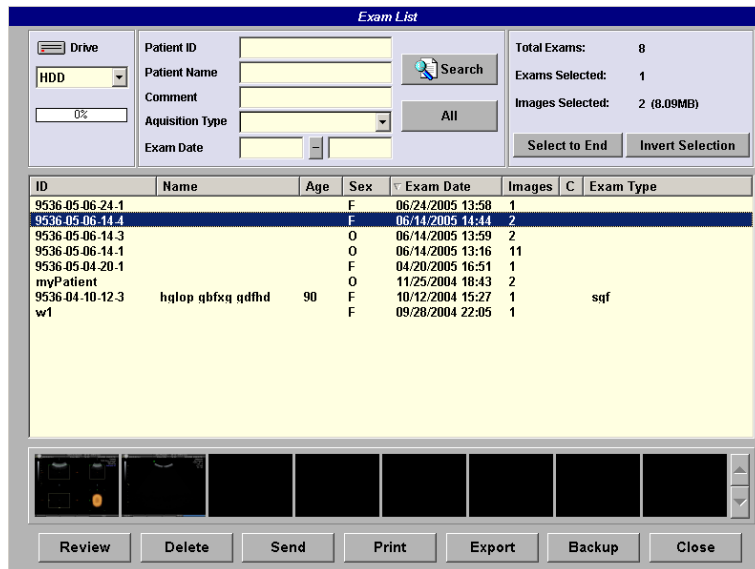 Exam List
Drive
HDD
0%
Patient ID
Patient Name
Comment
Aquisition Type
Exam Date
–
Search
All
Total Exams: 8
Exams Selected: 1
Images Selected: 2 (8.09MB)
Select to End Invert Selection
ID Name Age Sex Exam Date Images C Exam Type
9536-05-06-24-1 F 06/24/2005 13:58 1
9536-05-06-14-4 F 06/14/2005 14:44 2
9536-05-06-14-3 O 06/14/2005 13:59 2
9536-05-06-14-1 O 06/14/2005 13:16 11
9536-05-04-20-1 F 04/20/2005 16:51 1
myPatient O 11/25/2004 18:43 2
9536-04-10-12-3 hglop gbfxg gdfhd 90 F 10/12/2004 15:27 1 sgf
w1 F 09/28/2004 22:05 1
Review Delete Send Print Export Backup Close